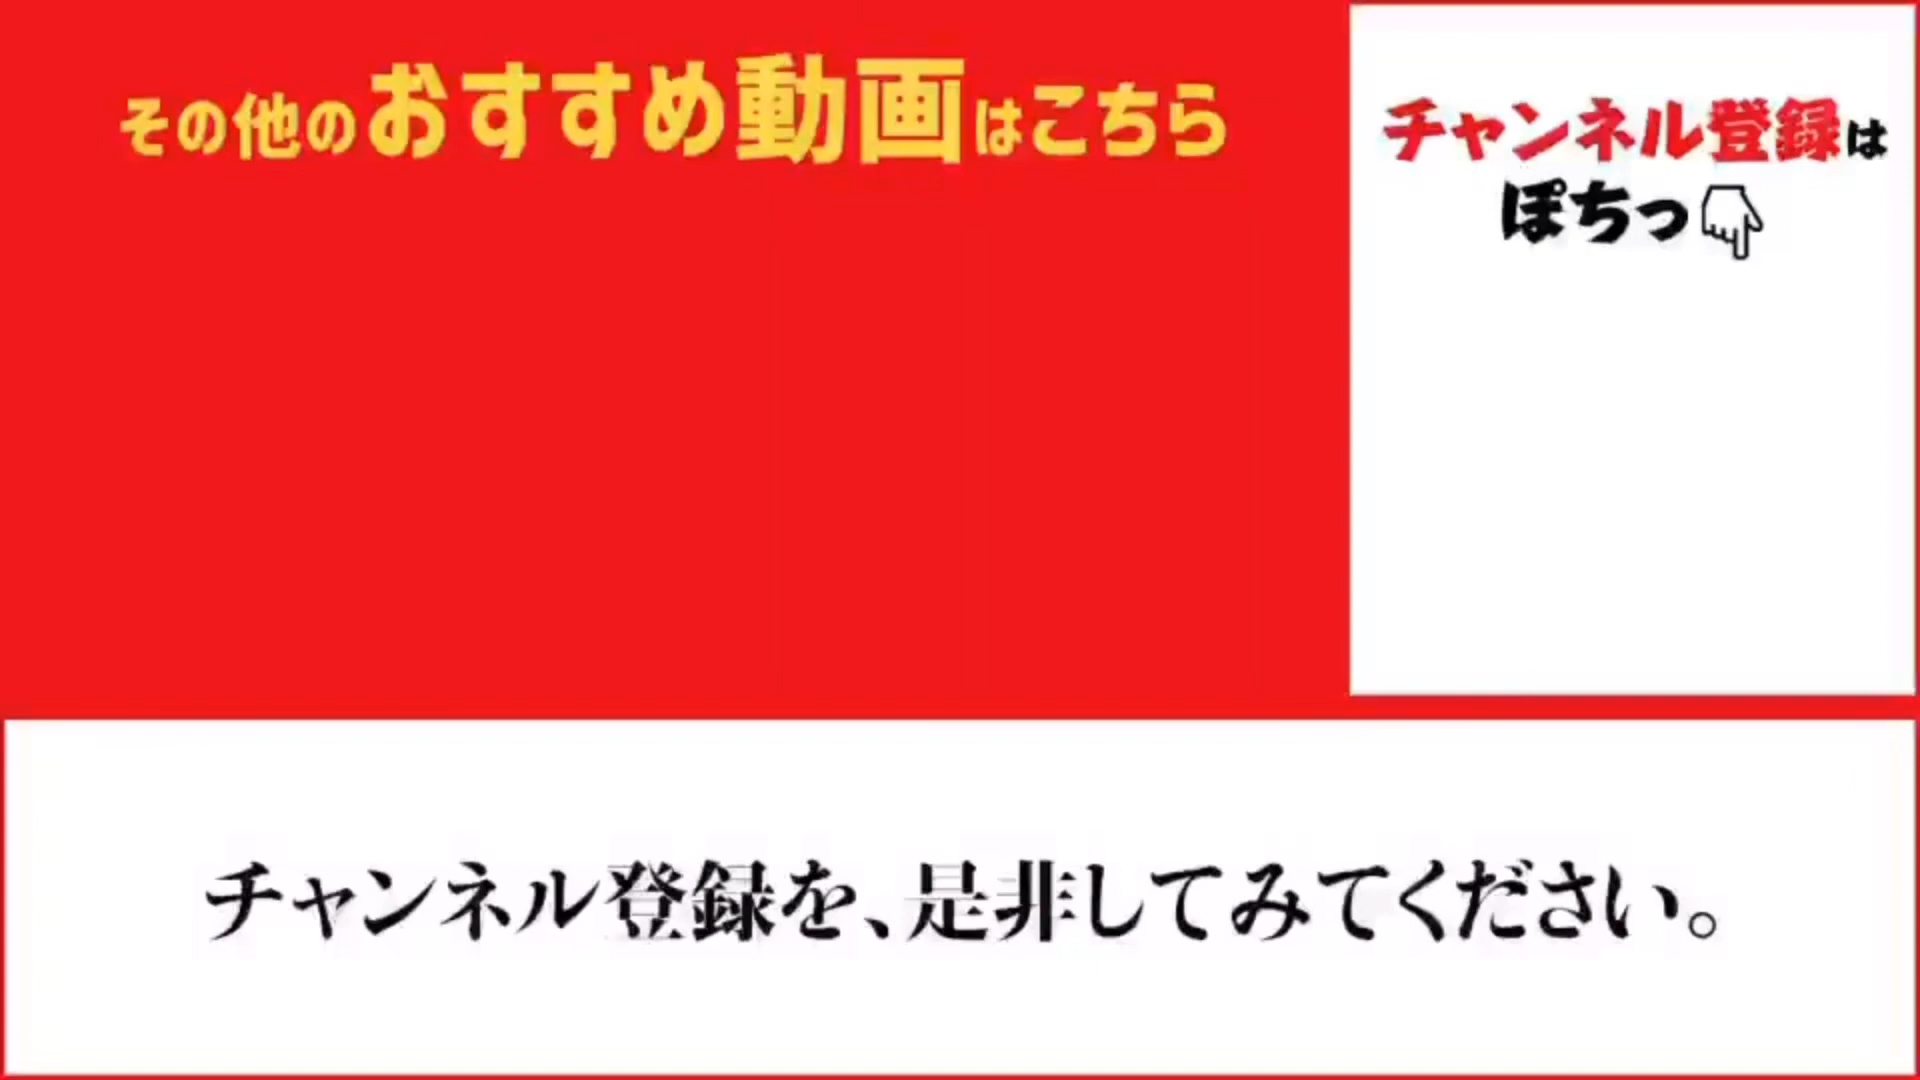 その他のおすすめ動画はこちら
チャンネル登録は
ぽちっ
チャンネル登録を、是非してみてください。